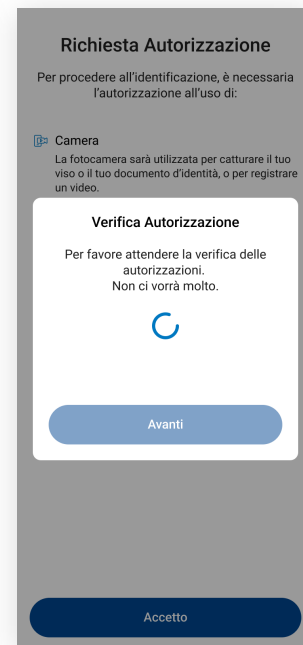 Richiesta Autorizzazione
Per procedere all'identificazione, è necessaria
l'autorizzazione all'uso di:
Camera
La fotocamera sarà utilizzata per catturare il tuo
viso o il tuo documento d'identità, o per registrare
un video.
Verifica Autorizzazione
Per favore attendere la verifica delle
autorizzazioni.
Non ci vorrà molto.
Avanti
Accetto